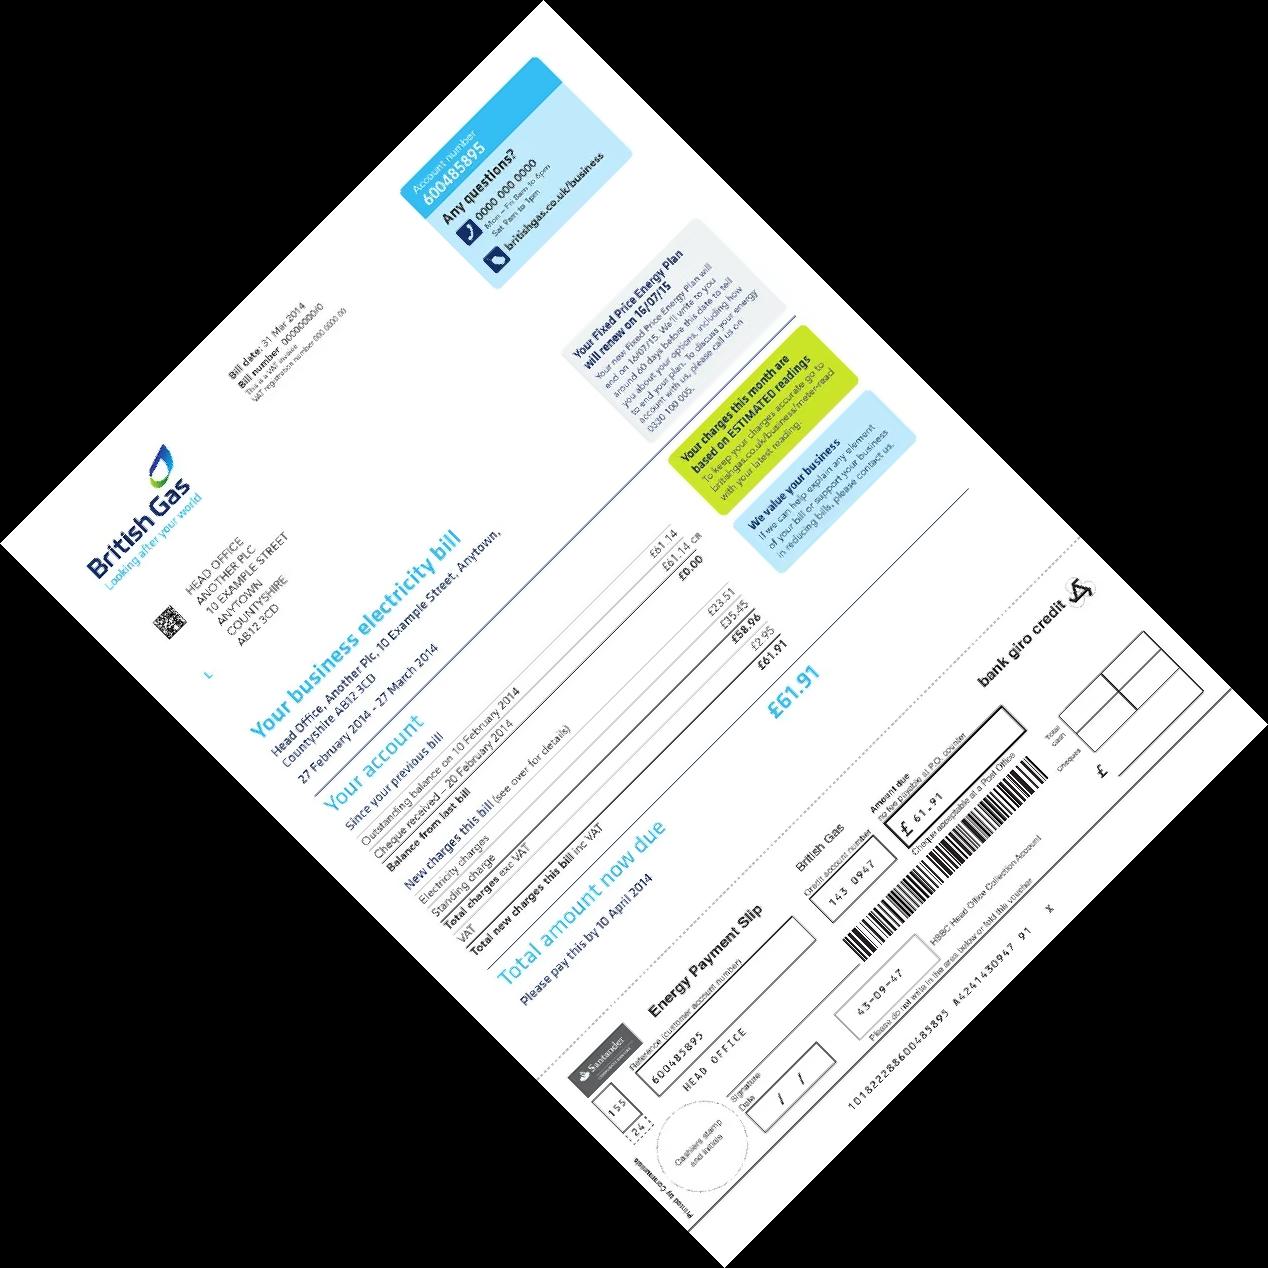 British Gas
Looking after your world
Bill date: 31 Mar 2014
Bill number 00000000/0
This is a VAT invoice
VAT registration number 000 0000 00
Account number
600485895
Any questions?
0000 000 0000
Mon - Fri 8am to 6pm
Sat 9am to 1pm
britishgas.co.uk/business
HEAD OFFICE
ANOTHER PLC
10 EXAMPLE STREET
ANYTOWN
COUNTYSHIRE
AB12 3CD
L
Your business electricity bill
Head Office, Another Plc, 10 Example Street, Anytown,
Countyshire AB12 3CD
27 February 2014 - 27 March 2014
Your Fixed Price Energy Plan
will renew on 16/07/15
Your new Fixed Price Energy Plan will
end on 16/07/15. We'll write to you
around 60 days before this date to tell
you about your options, including how
to end your plan. To discuss your energy
account with us, please call us on
0330 100 005.
Your account
Since your previous bill
Outstanding balance on 10 February 2014 £61.14
Cheque received - 20 February 2014 £61.14 CR
Balance from last bill £0.00
New charges this bill (see over for details)
Electricity charges £23.51
Standing charge £35.45
Total charges exc VAT £58.96
VAT £2.95
Total new charges this bill inc VAT £61.91
Your charges this month are
based on ESTIMATED readings
To keep your charges accurate go to
britishgas.co.uk/business/meter-read
with your latest reading.
We value your business
If we can help explain any element
of your bill or support your business
in reducing bills, please contact us.
Total amount now due £61.91
Please pay this by 10 April 2014
Santander
Energy Payment Slip
bank giro credit
British Gas
Reference (customer account number)
600485895
HEAD OFFICE
Credit account number
143 0947
Amount due
no fee payable at P.O. counter
£ 61.91
Cheque acceptable at a Post Office
155
24
Cashiers stamp
and initials
Signature
Date
/ /
43-09-47
HSBC Head Office Collection Account
Total
cash
Cheques
£
Please do not write in the area below or fold this voucher
Printed by Communisis
101822288600485895 A4241430947 91 X